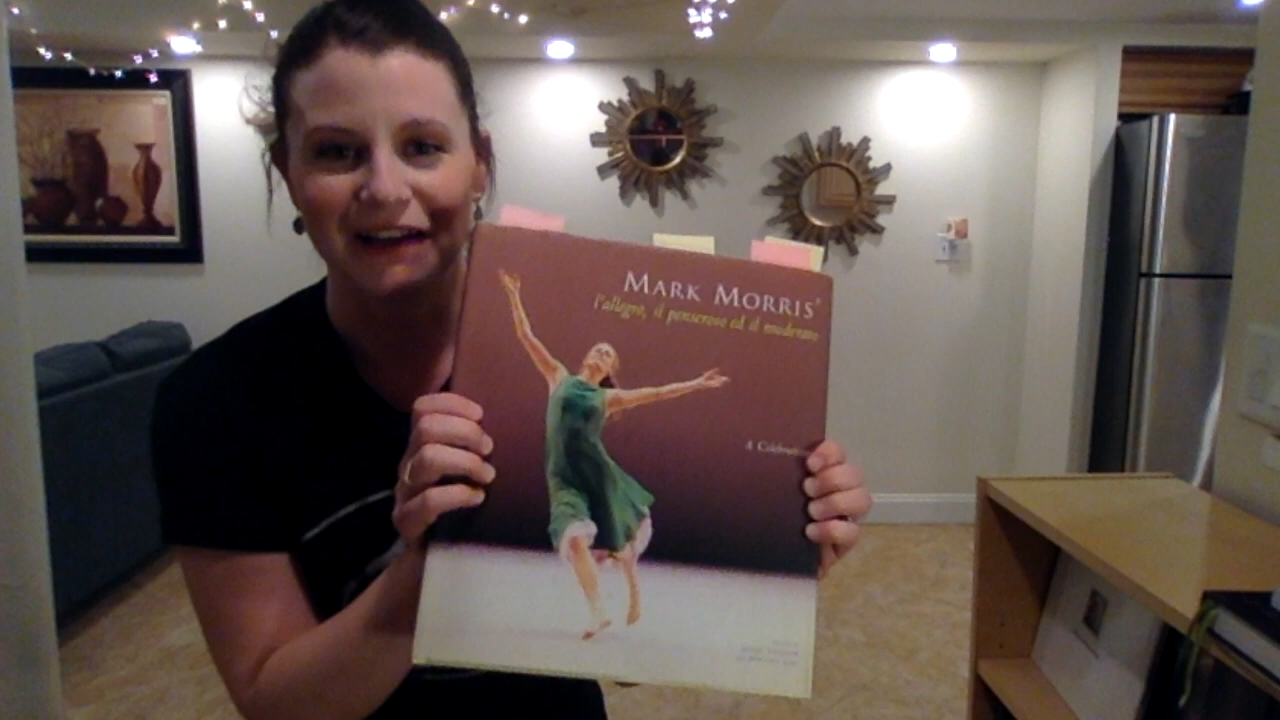 MARK MORRIS'
l'allegro, il penseroso ed il moderato
A Celebration